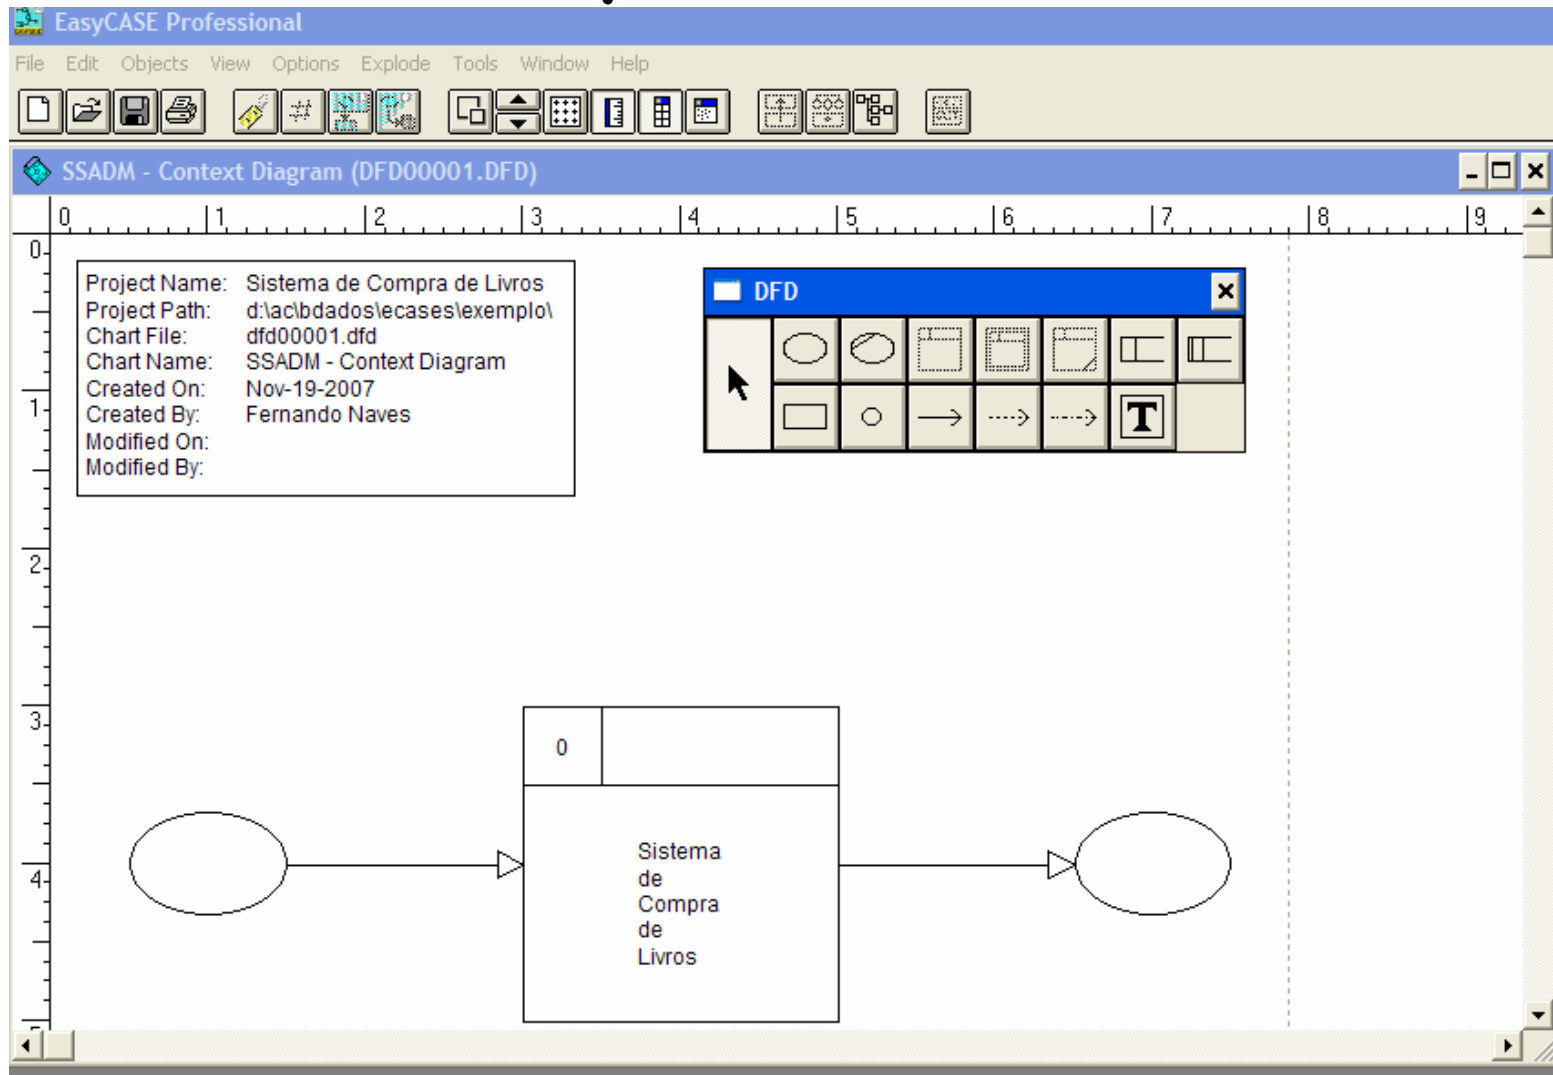 EasyCASE Professional
File Edit Objects View Options Explode Tools Window Help
SSADM - Context Diagram (DFD00001.DFD)
0 1 2 3 4 5 6 7 8 9
0
Project Name: Sistema de Compra de Livros
Project Path: d:\ac\bdados\ecases\exemplo\
Chart File: dfd00001.dfd
Chart Name: SSADM - Context Diagram
Created On: Nov-19-2007
Created By: Fernando Naves
Modified On:
Modified By:
DFD
T
1
2
3
0
4
Sistema
de
Compra
de
Livros